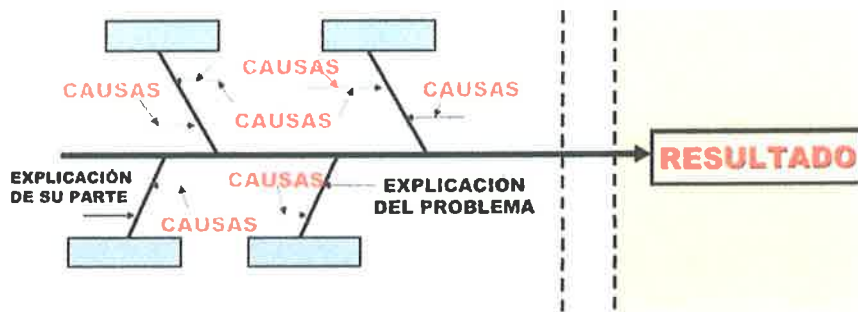 CAUSAS
CAUSAS
CAUSAS
CAUSAS
RESULTADO
EXPLICACIÓN
DE SU PARTE
CAUSAS
EXPLICACION
DEL PROBLEMA
CAUSAS